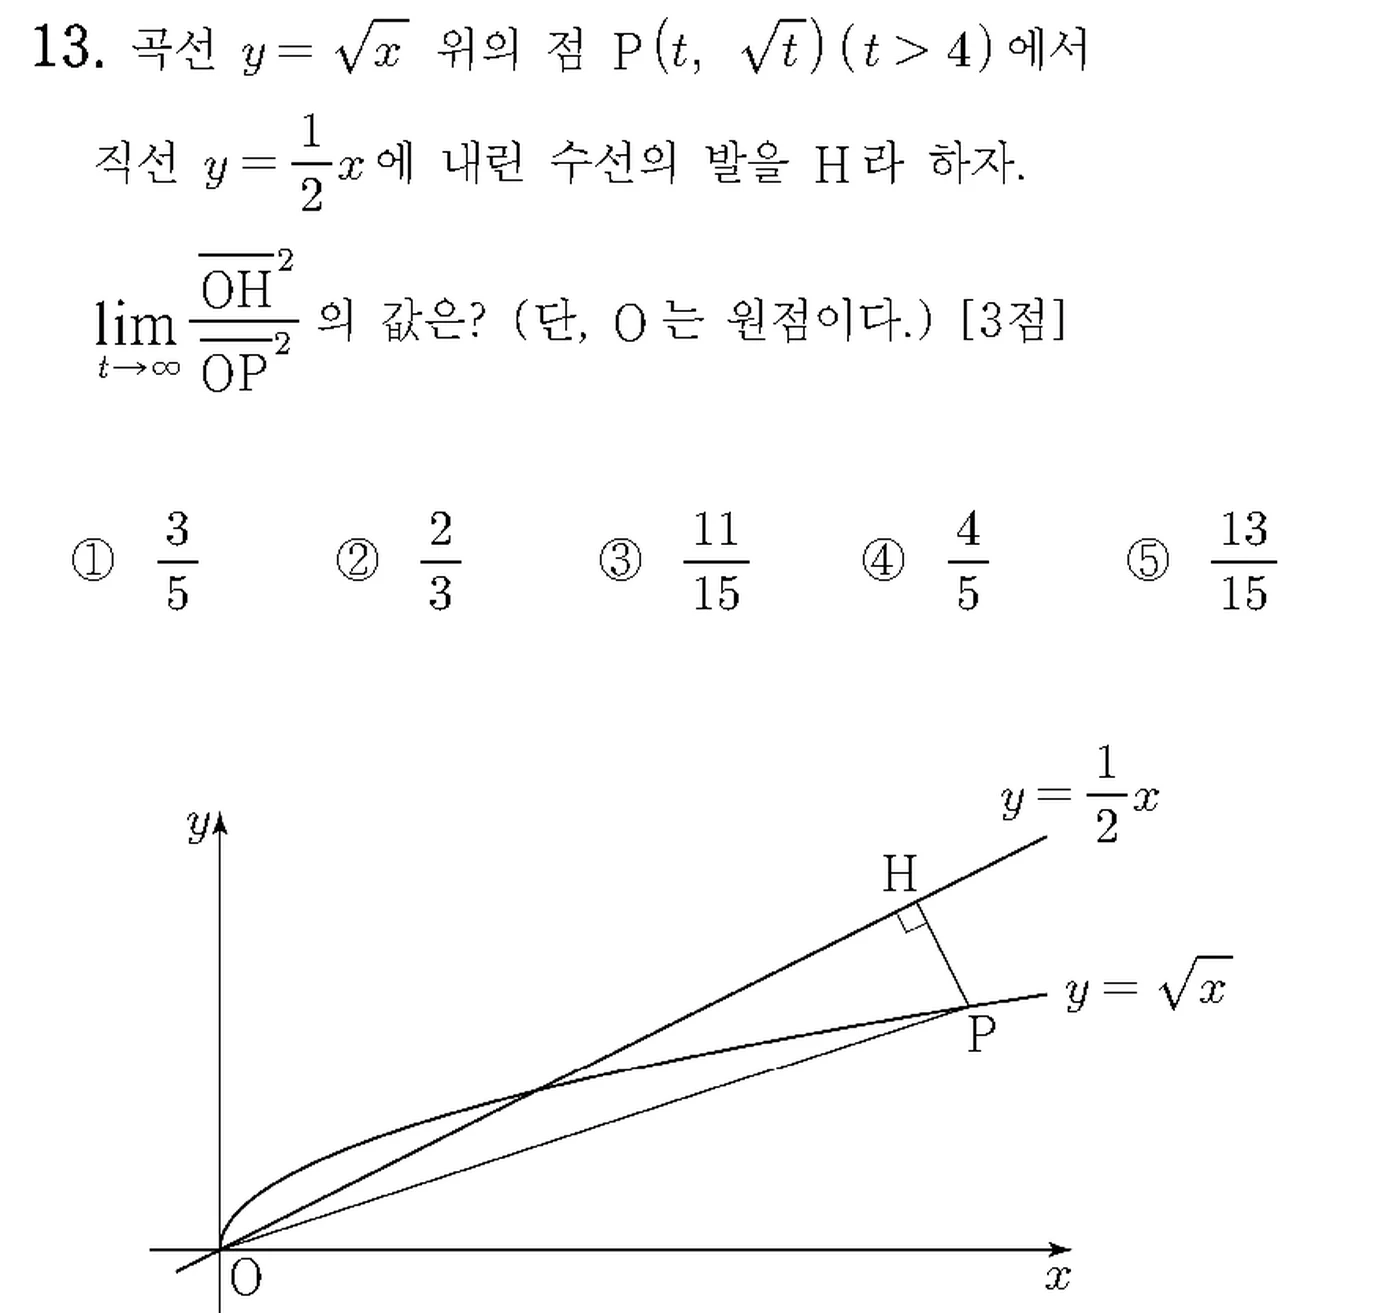 13. 곡선 y = √x 위의 점 P(t, √t)(t > 4)에서
직선 y = 1/2 x에 내린 수선의 발을 H라 하자.
lim t→∞ OH² / OP² 의 값은? (단, O는 원점이다.) [3점]
① 3/5 ② 2/3 ③ 11/15 ④ 4/5 ⑤ 13/15
y = 1/2 x
y
H
y = √x
P
O
x